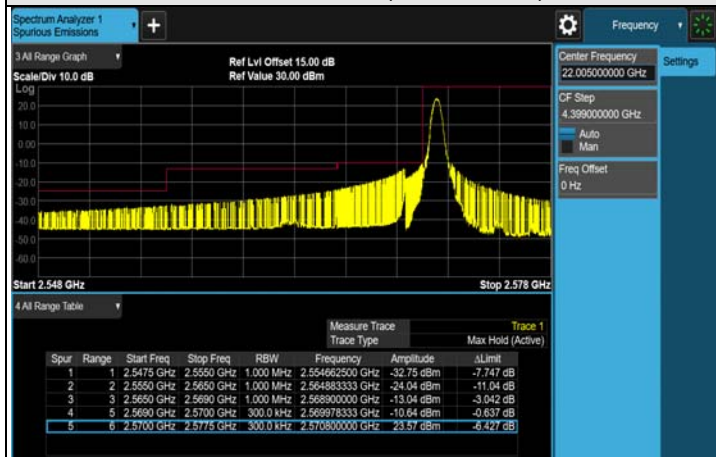 Spectrum Analyzer 1
Spurious Emissions
+
Frequency
3 All Range Graph
Scale/Div 10.0 dB
Ref Lvl Offset 15.00 dB
Ref Value 30.00 dBm
Log
20.0
10.0
0.00
-10.0
-20.0
-30.0
-40.0
-50.0
-60.0
Start 2.548 GHz
Stop 2.578 GHz
Center Frequency
22.005000000 GHz
Settings
CF Step
4.399000000 GHz
Auto
Man
Freq Offset
0 Hz
4 All Range Table
Measure Trace Trace 1
Trace Type Max Hold (Active)
Spur Range Start Freq Stop Freq RBW Frequency Amplitude ΔLimit
1 1 2.5475 GHz 2.5550 GHz 1.000 MHz 2.554662500 GHz -32.75 dBm -7.747 dB
2 2 2.5550 GHz 2.5650 GHz 1.000 MHz 2.564883333 GHz -24.04 dBm -11.04 dB
3 3 2.5650 GHz 2.5690 GHz 1.000 MHz 2.568900000 GHz -13.04 dBm -3.042 dB
4 5 2.5690 GHz 2.5700 GHz 300.0 kHz 2.569978333 GHz -10.64 dBm -0.637 dB
5 6 2.5700 GHz 2.5775 GHz 300.0 kHz 2.570800000 GHz 23.57 dBm -6.427 dB